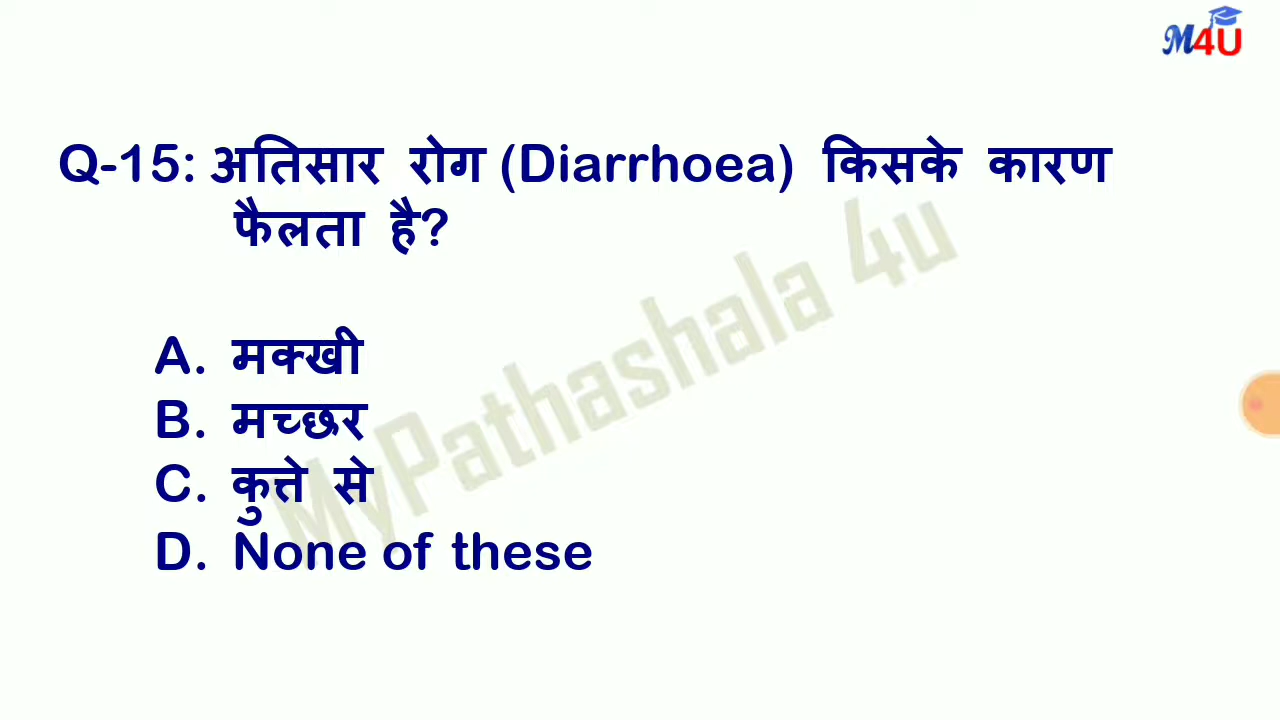 M4U
Q-15: अतिसार रोग (Diarrhoea) किसके कारण
फैलता है?
MyPathashala 4u
A. मक्खी
B. मच्छर
C. कुत्ते से
D. None of these